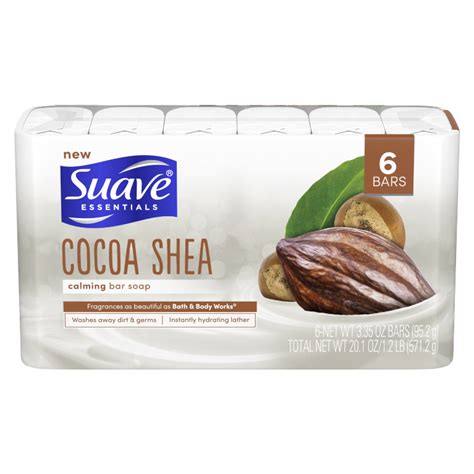 new
Suave
ESSENTIALS
COCOA SHEA
calming bar soap
Fragrances as beautiful as Bath & Body Works®
Washes away dirt & germs | Instantly hydrating lather
6
BARS
6-NET WT 3.35 OZ BARS (95.2g)
TOTAL NET WT 20.1 OZ/1.2 LB (571.2g)